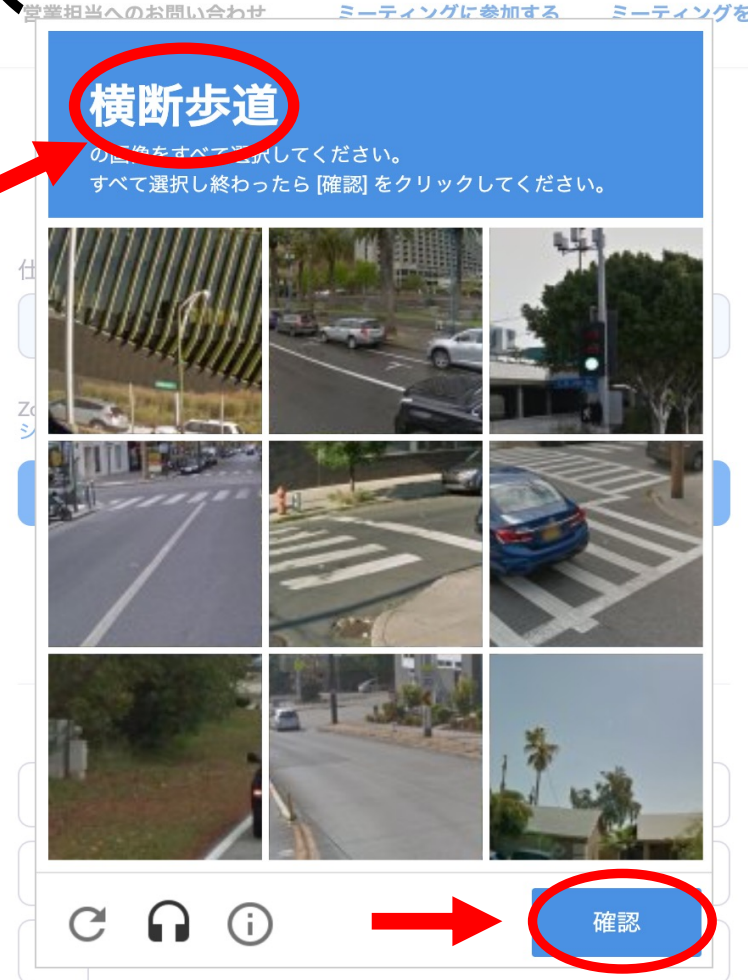 営業担当へのお問い合わせ ミーティングに参加する ミーティングを
横断歩道
の画像をすべて選択してください。
すべて選択し終わったら [確認] をクリックしてください。
仕
Zo
シ
確認